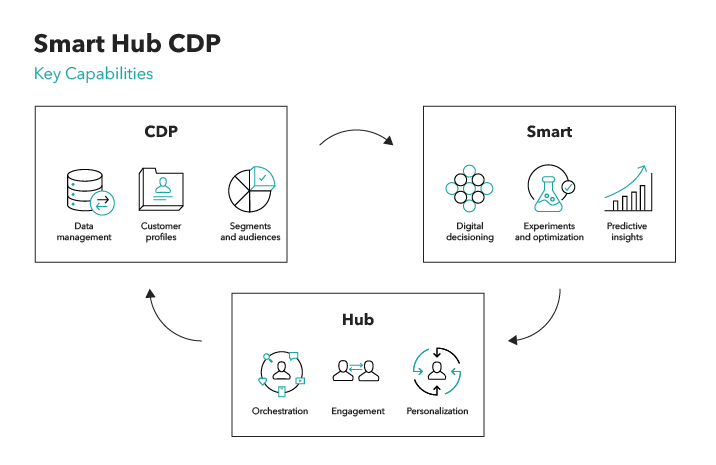 Smart Hub CDP
Key Capabilities
CDP
Data
management
Customer
profiles
Segments
and audiences
Smart
Digital
decisioning
Experiments
and optimization
Predictive
insights
Hub
Orchestration
Engagement
Personalization